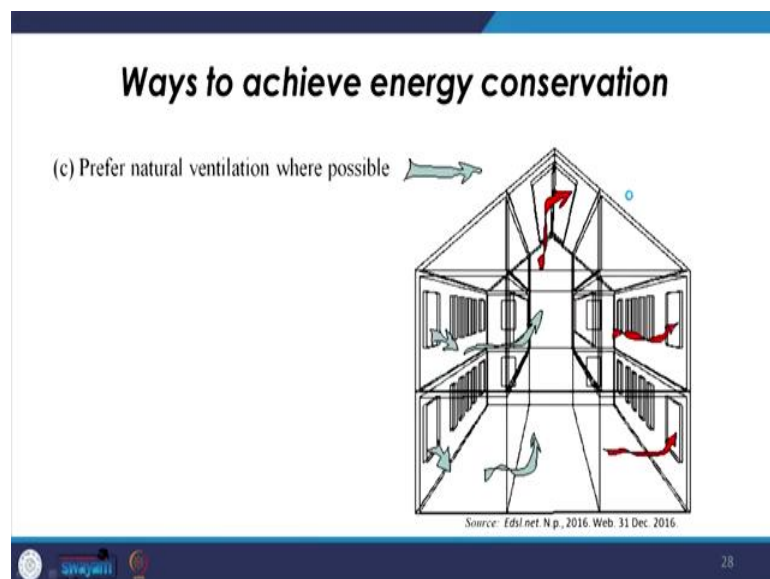 Ways to achieve energy conservation
(c) Prefer natural ventilation where possible
Source: Edsl.net. N.p., 2016. Web. 31 Dec. 2016.
swayam
28